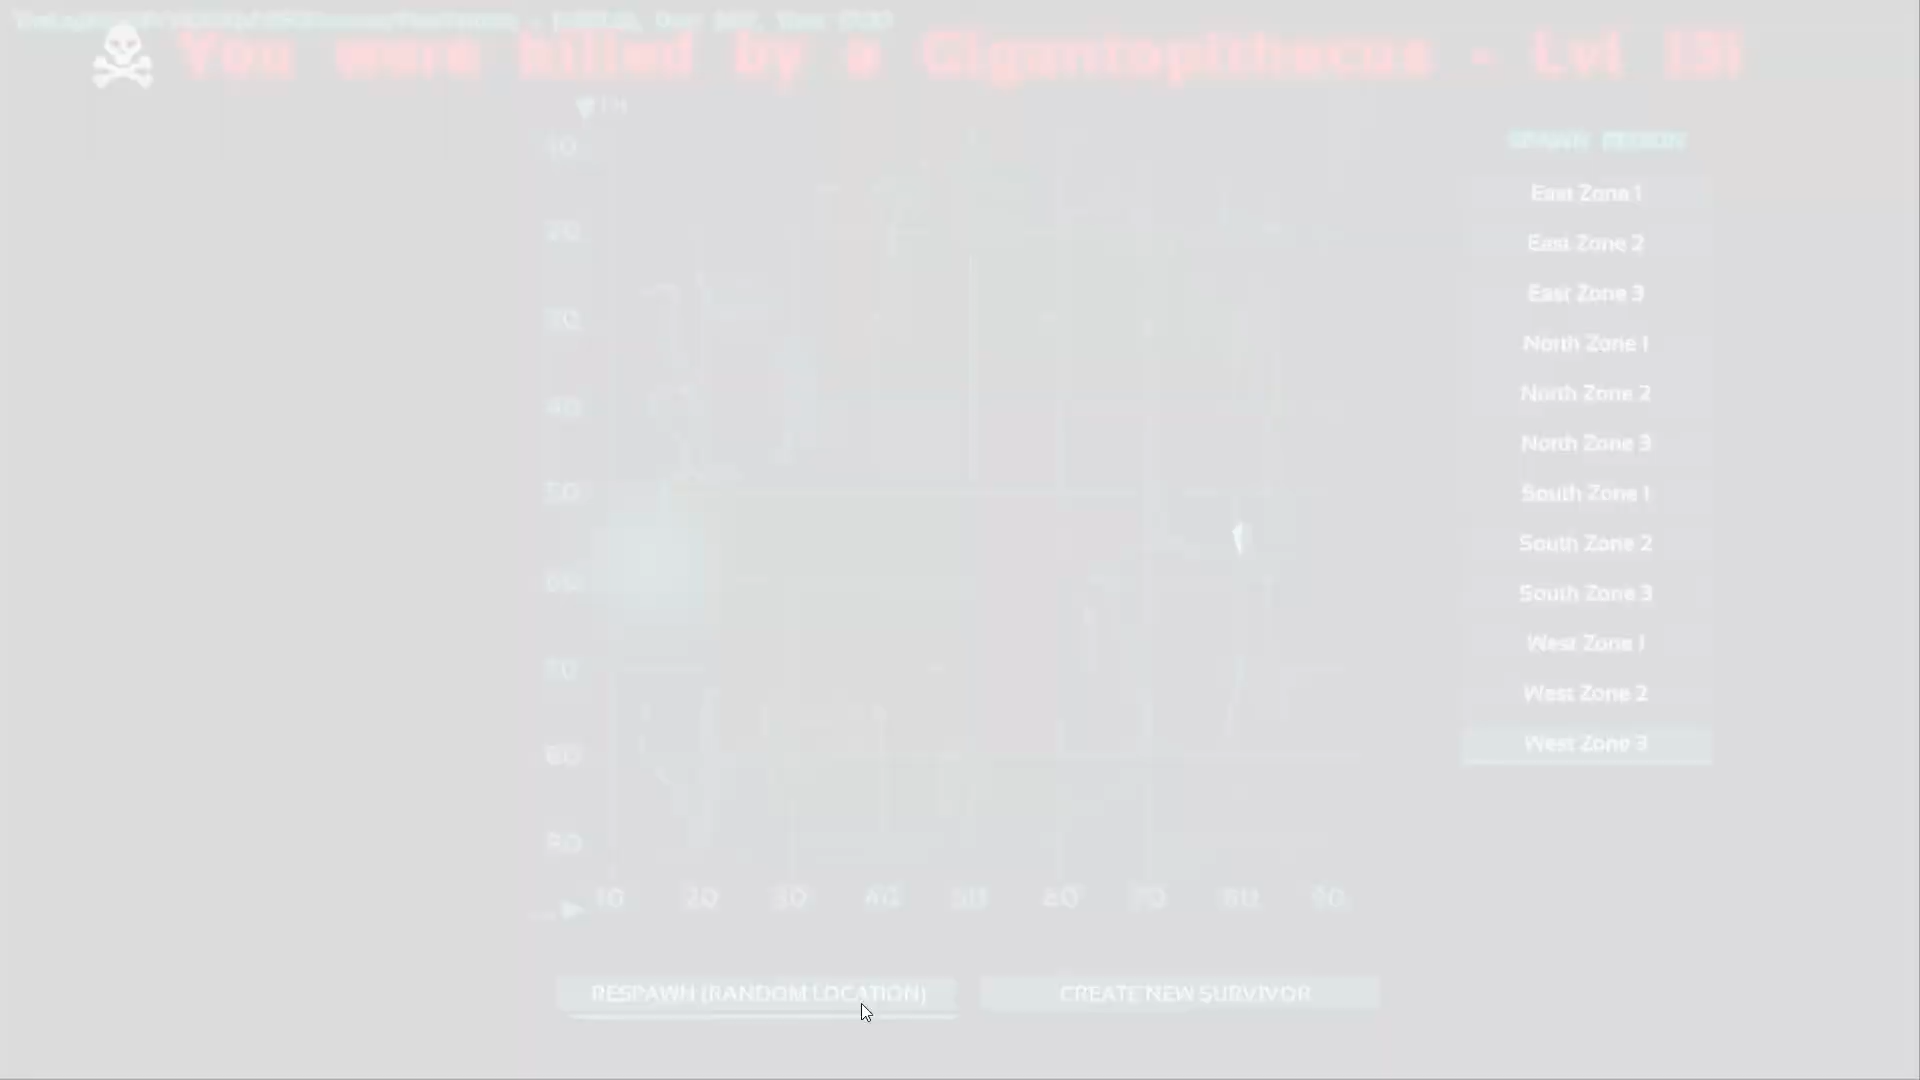 You were killed by a Gigantopithecus - Lvl 131
SPAWN REGION
East Zone 1
East Zone 2
East Zone 3
North Zone 1
North Zone 2
North Zone 3
South Zone 1
South Zone 2
South Zone 3
West Zone 1
West Zone 2
West Zone 3
10
20
30
40
50
60
70
80
90
10 20 30 40 50 60 70 80 90
RESPAWN (RANDOM LOCATION)
CREATE NEW SURVIVOR